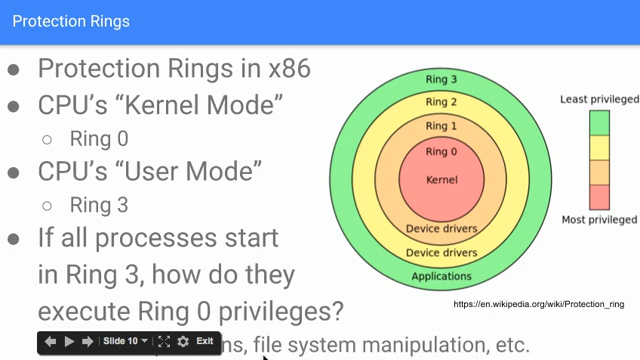 Protection Rings
● Protection Rings in x86
● CPU's “Kernel Mode”
○ Ring 0
● CPU's “User Mode”
○ Ring 3
● If all processes start
in Ring 3, how do they
execute Ring 0 privileges?
file system manipulation, etc.
Ring 3
Ring 2
Ring 1
Ring 0
Kernel
Device drivers
Device drivers
Applications
Least privileged
Most privileged
https://en.wikipedia.org/wiki/Protection_ring
Slide 10
Exit